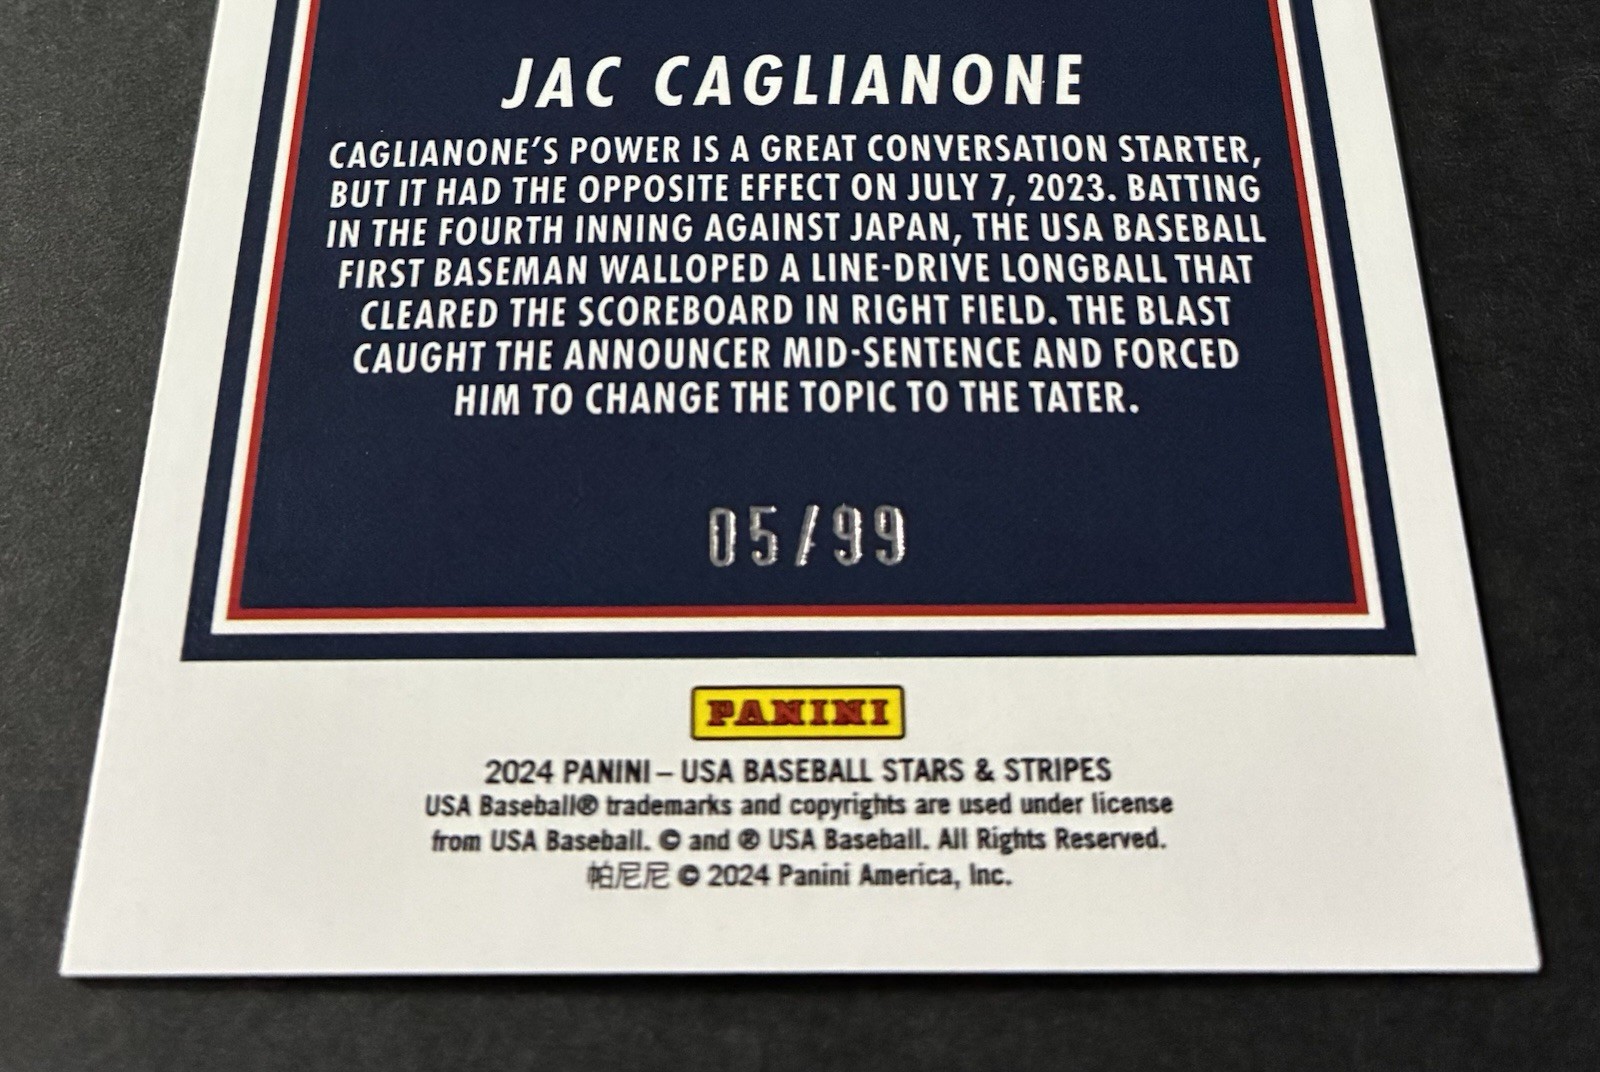 JAC CAGLIANONE
CAGLIANONE'S POWER IS A GREAT CONVERSATION STARTER,
BUT IT HAD THE OPPOSITE EFFECT ON JULY 7, 2023. BATTING
IN THE FOURTH INNING AGAINST JAPAN, THE USA BASEBALL
FIRST BASEMAN WALLOPED A LINE-DRIVE LONGBALL THAT
CLEARED THE SCOREBOARD IN RIGHT FIELD. THE BLAST
CAUGHT THE ANNOUNCER MID-SENTENCE AND FORCED
HIM TO CHANGE THE TOPIC TO THE TATER.
05/99
PANINI
2024 PANINI – USA BASEBALL STARS & STRIPES
USA Baseball® trademarks and copyrights are used under license
from USA Baseball. © and ® USA Baseball. All Rights Reserved.
帕尼尼 © 2024 Panini America, Inc.